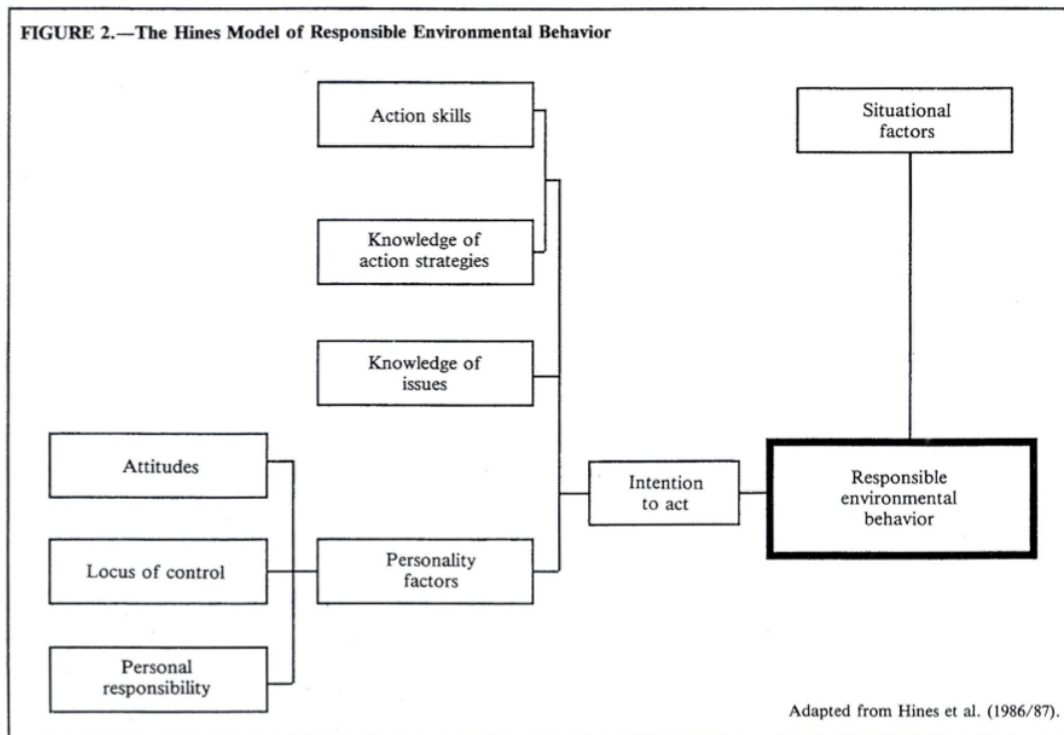 FIGURE 2.—The Hines Model of Responsible Environmental Behavior
Action skills
Situational
factors
Knowledge of
action strategies
Knowledge of
issues
Attitudes
Intention
to act
Responsible
environmental
behavior
Locus of control
Personality
factors
Personal
responsibility
Adapted from Hines et al. (1986/87).